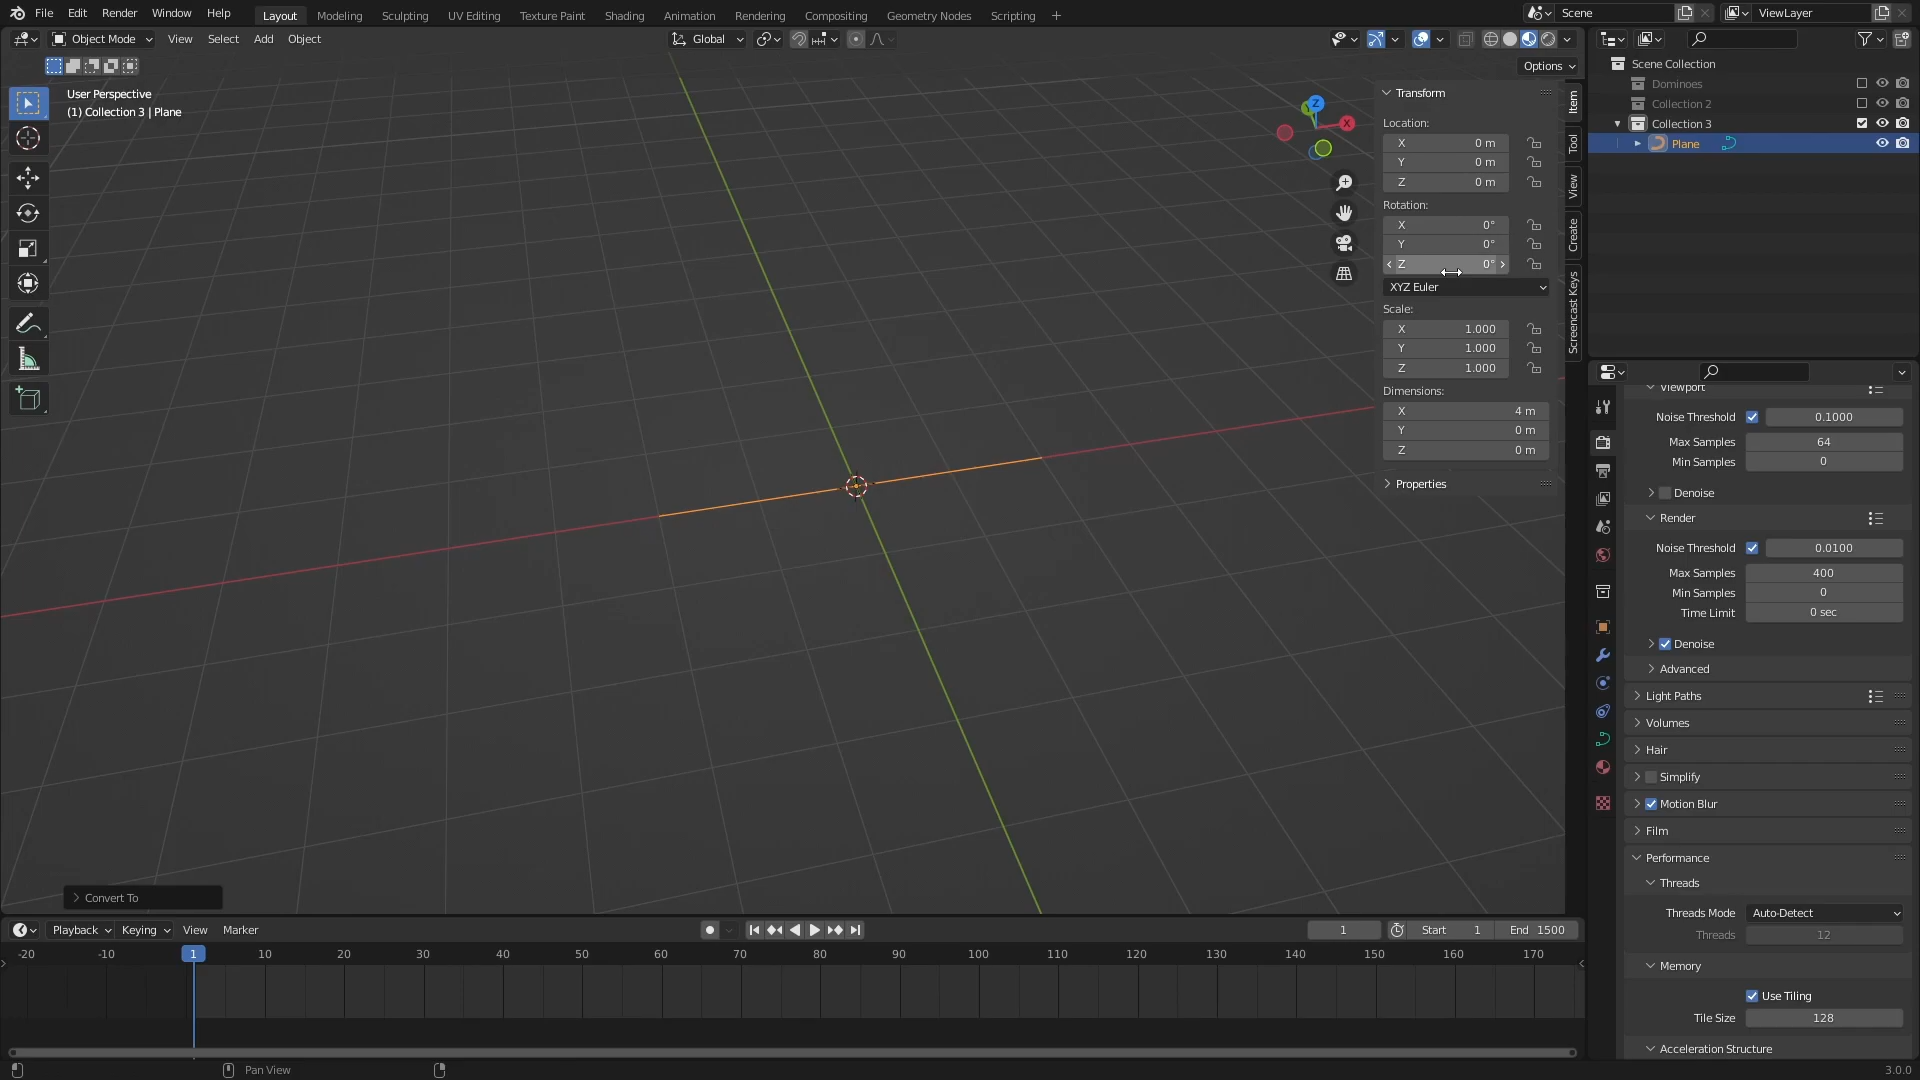 File Edit Render Window Help Layout Modeling Sculpting UV Editing Texture Paint Shading Animation Rendering Compositing Geometry Nodes Scripting + Scene ViewLayer
Object Mode View Select Add Object Global
Options
User Perspective
(1) Collection 3 | Plane
Z
X
Transform
Location:
X 0 m
Y 0 m
Z 0 m
Rotation:
X 0°
Y 0°
Z 0°
XYZ Euler
Scale:
X 1.000
Y 1.000
Z 1.000
Dimensions:
X 4 m
Y 0 m
Z 0 m
Properties
Item
Tool
View
Create
Screencast Keys
Scene Collection
Dominoes
Collection 2
Collection 3
Plane
Viewport
Noise Threshold 0.1000
Max Samples 64
Min Samples 0
Denoise
Render
Noise Threshold 0.0100
Max Samples 400
Min Samples 0
Time Limit 0 sec
Denoise
Advanced
Light Paths
Volumes
Hair
Simplify
Motion Blur
Film
Performance
Threads
Threads Mode Auto-Detect
Threads 12
Memory
Use Tiling
Tile Size 128
Acceleration Structure
Convert To
Playback Keying View Marker 1 Start 1 End 1500
-20 -10 1 10 20 30 40 50 60 70 80 90 100 110 120 130 140 150 160 170
Pan View
3.0.0